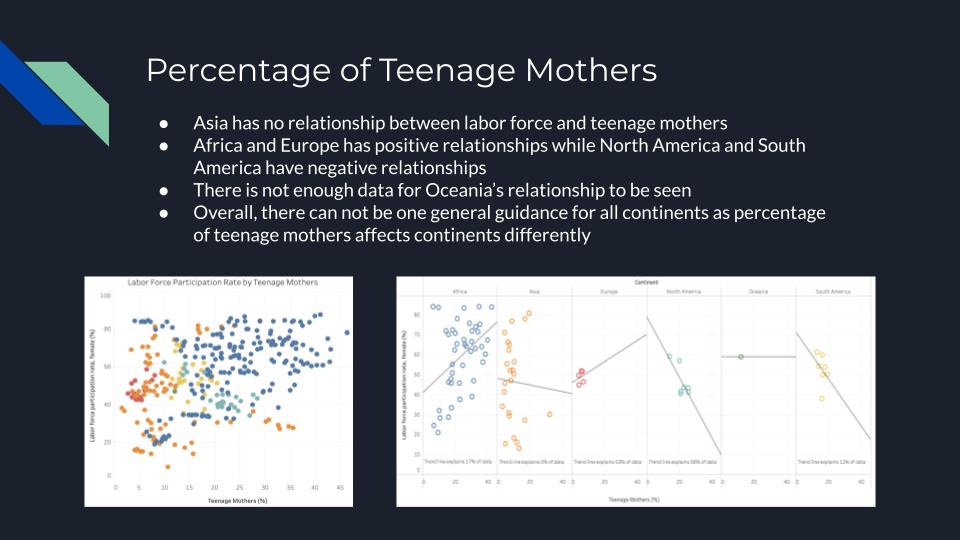 Percentage of Teenage Mothers
● Asia has no relationship between labor force and teenage mothers
● Africa and Europe has positive relationships while North America and South
America have negative relationships
● There is not enough data for Oceania's relationship to be seen
● Overall, there can not be one general guidance for all continents as percentage
of teenage mothers affects continents differently
Labor Force Participation Rate by Teenage Mothers
Labor force participation rate, female (%)
100
80
60
40
20
0
0 5 10 15 20 25 30 35 40 45
Teenage Mothers (%)
Continent
Africa Asia Europe North America Oceania South America
Labor force participation rate, female (%)
80
70
60
50
40
30
20
10
0
Trend line explains 17% of data Trend line explains 0% of data Trend line explains of data Trend line explains of data Trend line explains of data
0 20 40 0 20 40 0 20 40 0 20 40 0 20 40 0 20 40
Teenage Mothers (%)